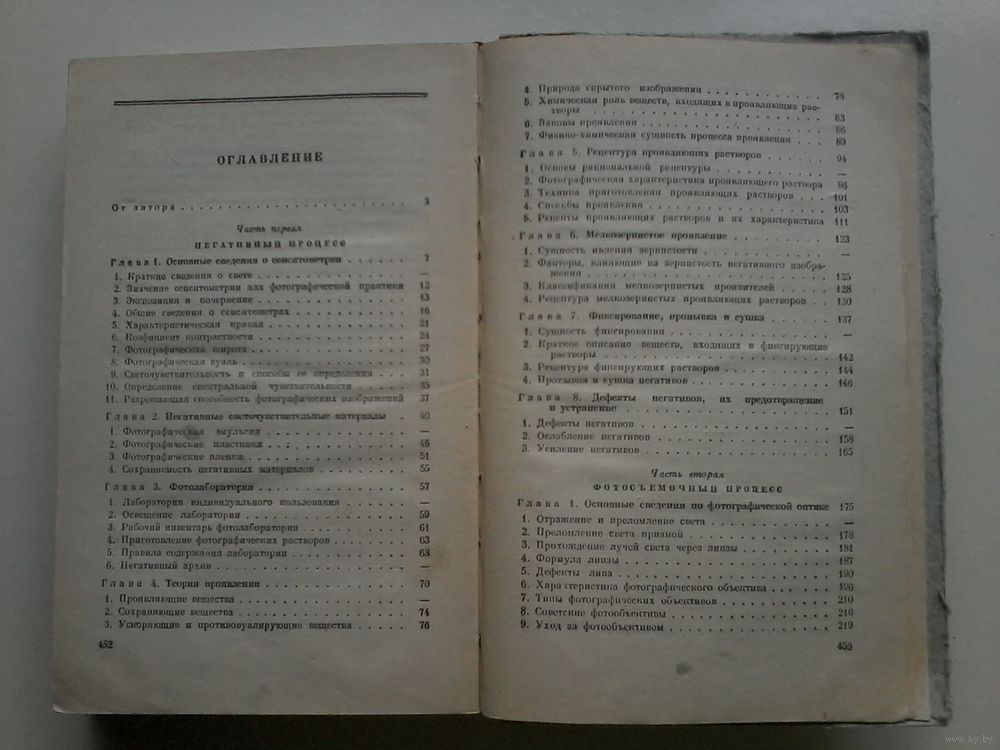 ОГЛАВЛЕНИЕ
От автора . . . . . . . . . . . . . . . . . . . . 3
Часть первая
НЕГАТИВНЫЙ ПРОЦЕСС
Глава 1. Основные сведения о сенситометрии . . . . . . 7
1. Краткие сведения о свете . . . . . . . . . . . —
2. Значение сенситометрии для фотографической практики 12
3. Экспозиция и почернение . . . . . . . . . . . 13
4. Общие сведения о сенситометрах . . . . . . . . 16
5. Характеристическая кривая . . . . . . . . . . 21
6. Коэфициент контрастности . . . . . . . . . . 24
7. Фотографическая широта . . . . . . . . . . . 27
8. Фотографическая вуаль . . . . . . . . . . . 30
9. Светочувствительность и способы ее определения . . . 31
10. Определение спектральной чувствительности . . . . 35
11. Разрешающая способность фотографических изображений 37
Глава 2. Негативные светочувствительные материалы . 40
1. Фотографическая эмульсия . . . . . . . . . . —
2. Фотографические пластинки . . . . . . . . . . 46
3. Фотографические пленки . . . . . . . . . . . 51
4. Сохраняемость негативных материалов . . . . . . 55
Глава 3. Фотолаборатория . . . . . . . . . . . . 57
1 Лаборатория индивидуального пользования . . . . . —
2. Освещение лаборатории . . . . . . . . . . . 59
3. Рабочий инвентарь фотолаборатории . . . . . . . 61
4. Приготовление фотографических растворов . . . . . 63
5. Правила содержания лаборатории . . . . . . . . 68
6. Негативный архив . . . . . . . . . . . . . —
Глава 4. Теория проявления . . . . . . . . . . . 70
1. Проявляющие вещества . . . . . . . . . . . —
2. Сохраняющие вещества . . . . . . . . . . . 74
3. Ускоряющие и противовуалирующие вещества . . . . . 76
452
4. Природа скрытого изображения . . . . . . . . . 78
5. Химическая роль веществ, входящих в проявляющие рас-
творы . . . . . . . . . . . . . . . . . 83
6. Законы проявления . . . . . . . . . . . . . 86
7. Физико-химическая сущность процесса проявления . . . . 89
Глава 5. Рецептура проявляющих растворов . . . . . . 94
1. Основы рациональной рецептуры . . . . . . . . —
2. Фотографическая характеристика проявляющего раствора 96
3. Техника приготовления проявляющих растворов . . . 101
4. Способы проявления . . . . . . . . . . . . 103
5. Рецепты проявляющих растворов и их характеристика 111
Глава 6. Мелкозернистое проявление . . . . . . . . 123
1. Сущность явления зернистости . . . . . . . . . —
2. Факторы, влияющие на зернистость негативного изобра-
жения . . . . . . . . . . . . . . . . . 125
3. Классификация мелкозернистых проявителей . . . . . 128
4. Рецептура мелкозернистых проявляющих растворов . . 130
Глава 7. Фиксирование, промывка и сушка . . . . . . 137
1. Сущность фиксирования . . . . . . . . . . . —
2. Краткое описание веществ, входящих в фиксирующие
растворы . . . . . . . . . . . . . . . . 142
3. Рецептура фиксирующих растворов . . . . . . . . 144
4. Промывка и сушка негативов . . . . . . . . . 146
Глава 8. Дефекты негативов, их предотвращение
и устранение . . . . . . . . . . . . . . 151
1. Дефекты негативов . . . . . . . . . . . . . —
2. Ослабление негативов . . . . . . . . . . . . 158
3. Усиление негативов . . . . . . . . . . . . 165
Часть вторая
ФОТОСЪЕМОЧНЫЙ ПРОЦЕСС
Глава 1. Основные сведения по фотографической оптике 175
1. Отражение и преломление света . . . . . . . . —
2. Преломление света призмой . . . . . . . . . . 178
3. Прохождение лучей света через линзы . . . . . . 181
4. Формула линзы . . . . . . . . . . . . . . 187
5. Дефекты линз . . . . . . . . . . . . . . 190
6. Характеристика фотографического объектива . . . . 196
7. Типы фотографических объективов . . . . . . . . 210
8. Советские фотообъективы . . . . . . . . . . . 216
9. Уход за фотообъективом . . . . . . . . . . . 219
453
www.ay.by